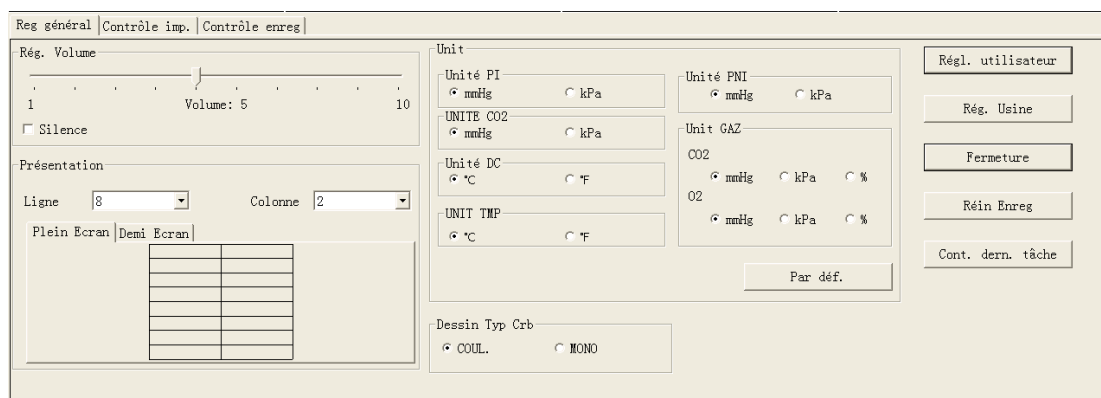 Reg général Contrôle imp. Contrôle enreg
Rég. Volume
1 Volume: 5 10
Silence
Présentation
Ligne 8 Colonne 2
Plein Ecran Demi Ecran
Unit
Unité PI
mmHg kPa
UNITE CO2
mmHg kPa
Unité DC
℃ ℉
UNIT TMP
℃ ℉
Unité PNI
mmHg kPa
Unit GAZ
CO2
mmHg kPa %
O2
mmHg kPa %
Par déf.
Dessin Typ Crb
COUL. MONO
Régl. utilisateur
Rég. Usine
Fermeture
Réin Enreg
Cont. dern. tâche